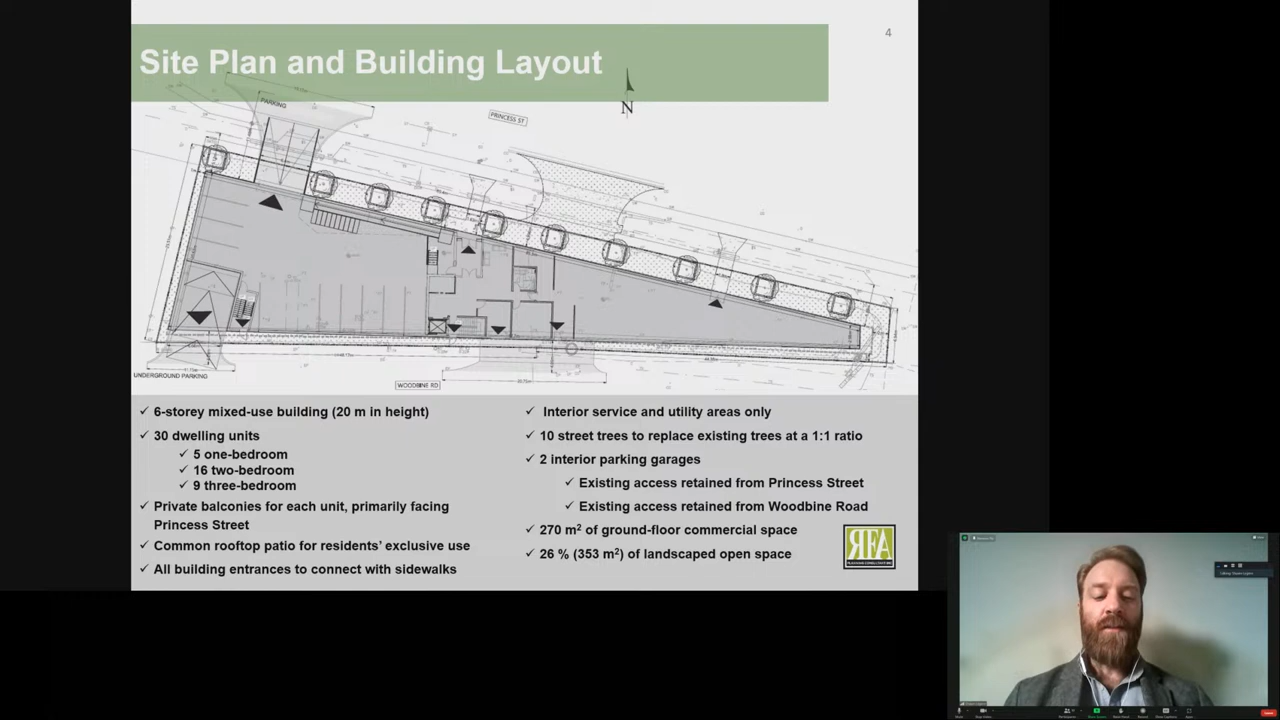 4
Site Plan and Building Layout
PARKING
N
PRINCESS ST
UNDERGROUND PARKING
WOODBINE RD
✓ 6-storey mixed-use building (20 m in height)
✓ 30 dwelling units
✓ 5 one-bedroom
✓ 16 two-bedroom
✓ 9 three-bedroom
✓ Private balconies for each unit, primarily facing
Princess Street
✓ Common rooftop patio for residents' exclusive use
✓ All building entrances to connect with sidewalks
✓ Interior service and utility areas only
✓ 10 street trees to replace existing trees at a 1:1 ratio
✓ 2 interior parking garages
✓ Existing access retained from Princess Street
✓ Existing access retained from Woodbine Road
✓ 270 m² of ground-floor commercial space
✓ 26 % (353 m²) of landscaped open space
RFA